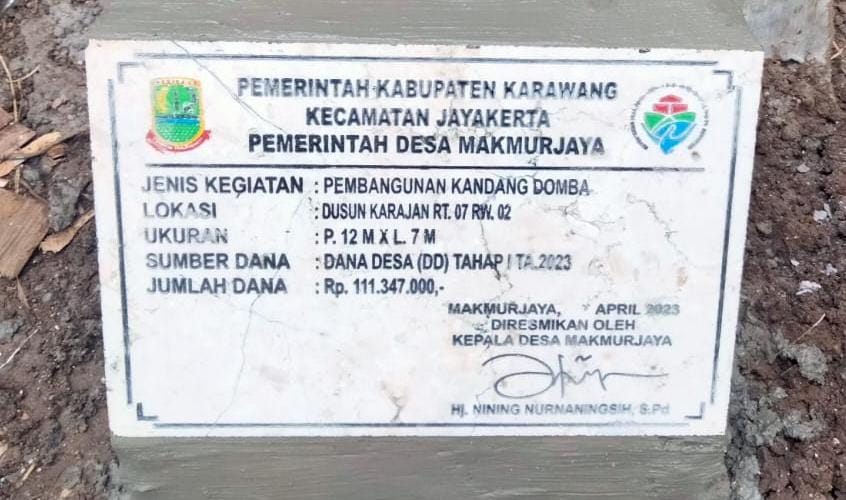 PEMERINTAH KABUPATEN KARAWANG
KECAMATAN JAYAKERTA
PEMERINTAH DESA MAKMURJAYA
JENIS KEGIATAN : PEMBANGUNAN KANDANG DOMBA
LOKASI : DUSUN KARAJAN RT. 07 RW. 02
UKURAN : P. 12 M X L. 7 M
SUMBER DANA : DANA DESA (DD) TAHAP I TA.2023
JUMLAH DANA : Rp. 111.347.000,-
MAKMURJAYA, APRIL 2023
DIRESMIKAN OLEH
KEPALA DESA MAKMURJAYA
Hj. NINING NURNANINGSIH, S.Pd